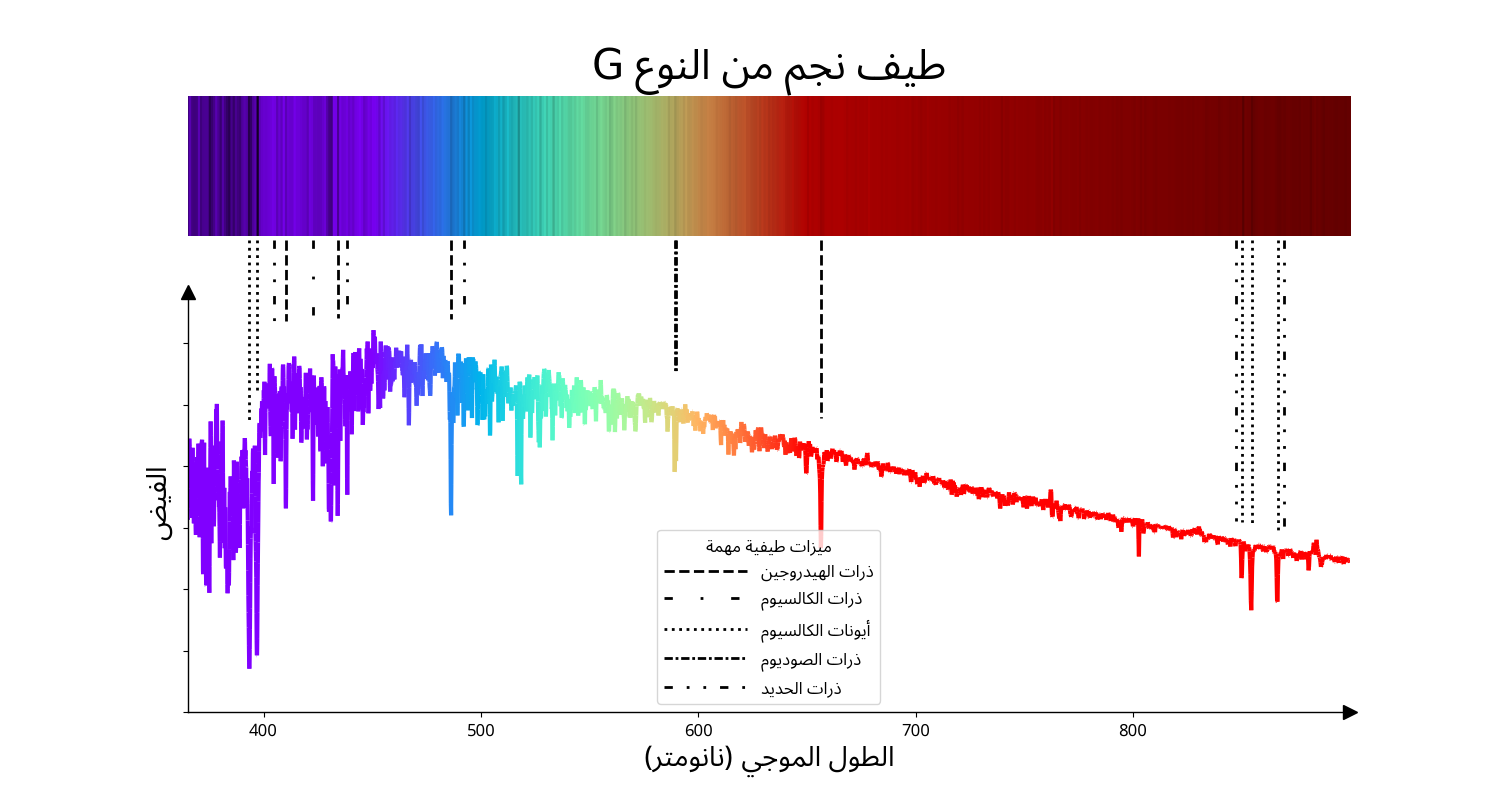 طيف نجم من النوع G
الفيض
ميزات طيفية مهمة
ذرات الهيدروجين
ذرات الكالسيوم
أيونات الكالسيوم
ذرات الصوديوم
ذرات الحديد
400 500 600 700 800
الطول الموجي (نانومتر)